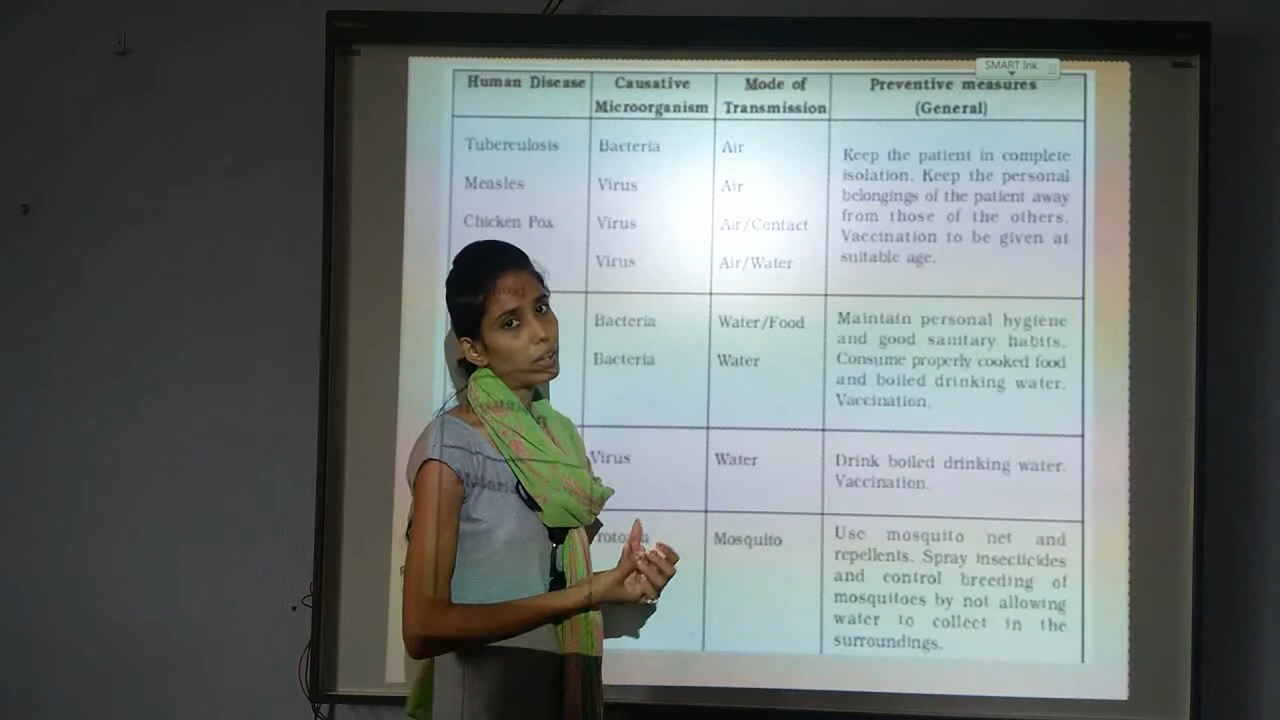 SMART Ink
Human Disease
Causative
Microorganism
Mode of
Transmission
Preventive measures
(General)
Tuberculosis
Bacteria
Air
Measles
Virus
Air
Chicken Pox
Virus
Air/Contact
Virus
Air/Water
Keep the patient in complete
isolation. Keep the personal
belongings of the patient away
from those of the others.
Vaccination to be given at
suitable age.
Bacteria
Water/Food
Bacteria
Water
Maintain personal hygiene
and good sanitary habits.
Consume properly cooked food
and boiled drinking water.
Vaccination.
Virus
Water
Drink boiled drinking water.
Vaccination.
Mosquito
Use mosquito net and
repellents. Spray insecticides
and control breeding of
mosquitoes by not allowing
water to collect in the
surroundings.